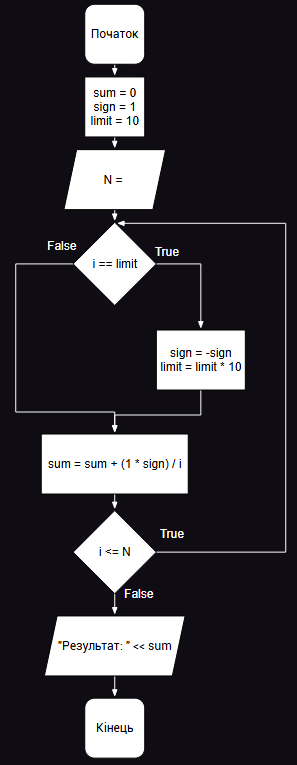 Початок
sum = 0
sign = 1
limit = 10
N =
False
True
i == limit
sign = -sign
limit = limit * 10
sum = sum + (1 * sign) / i
True
i <= N
False
"Результат: " << sum
Кінець